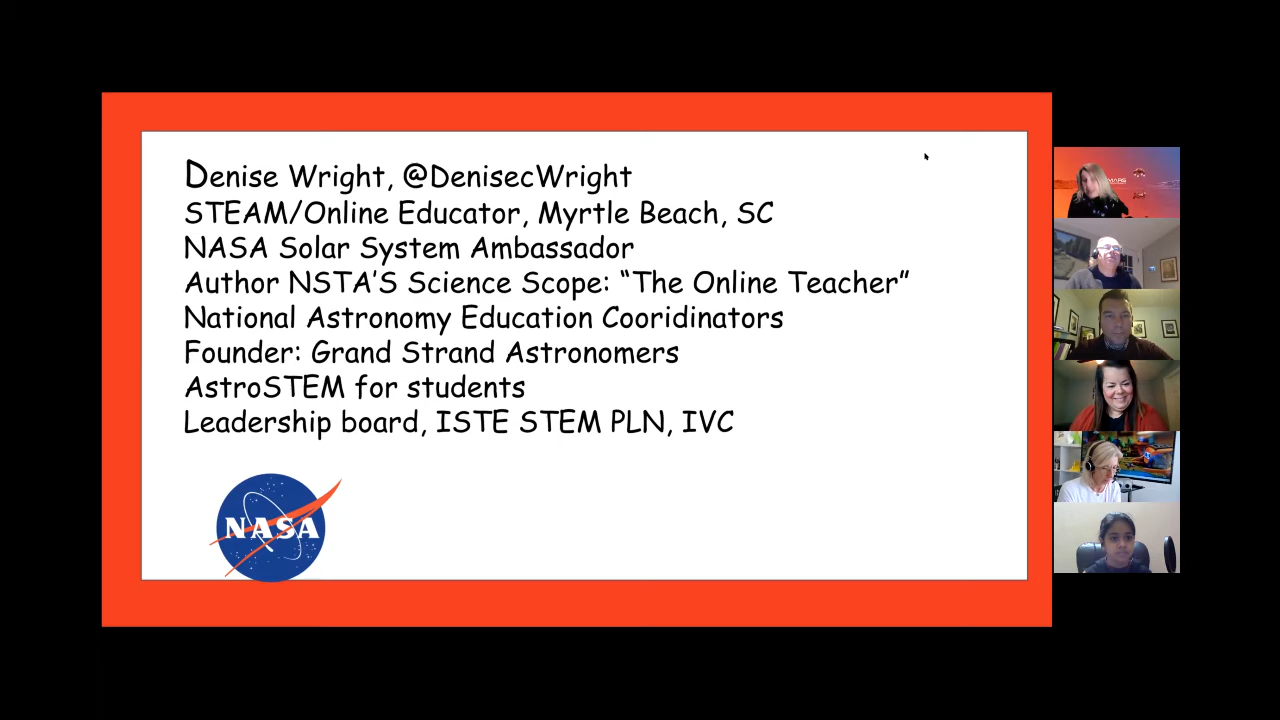 Denise Wright, @DenisecWright
STEAM/Online Educator, Myrtle Beach, SC
NASA Solar System Ambassador
Author NSTA'S Science Scope: “The Online Teacher”
National Astronomy Education Cooridinators
Founder: Grand Strand Astronomers
AstroSTEM for students
Leadership board, ISTE STEM PLN, IVC
NASA
MARS